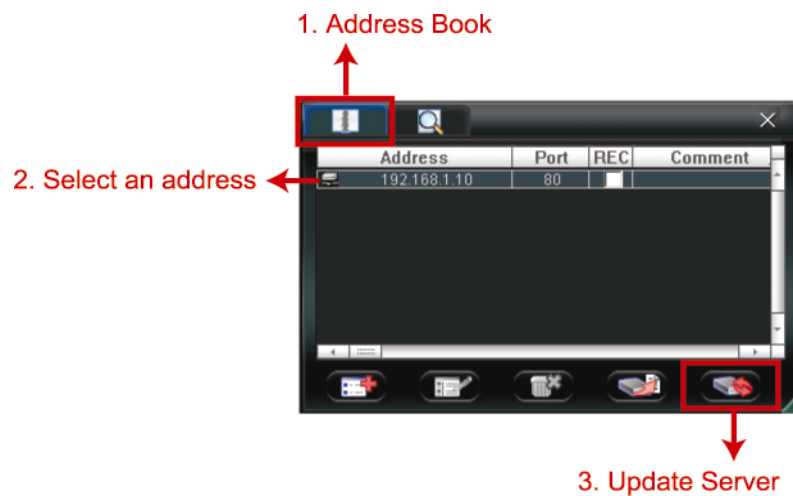 1. Address Book
Address Port REC Comment
2. Select an address
192.168.1.10 80
3. Update Server